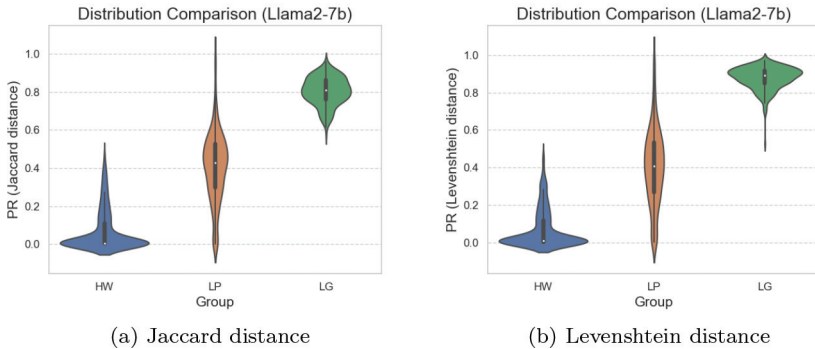 Distribution Comparison (Llama2-7b)
PR (Jaccard distance)
1.0
0.8
0.6
0.4
0.2
0.0
HW LP LG
Group
(a) Jaccard distance
Distribution Comparison (Llama2-7b)
PR (Levenshtein distance)
1.0
0.8
0.6
0.4
0.2
0.0
HW LP LG
Group
(b) Levenshtein distance